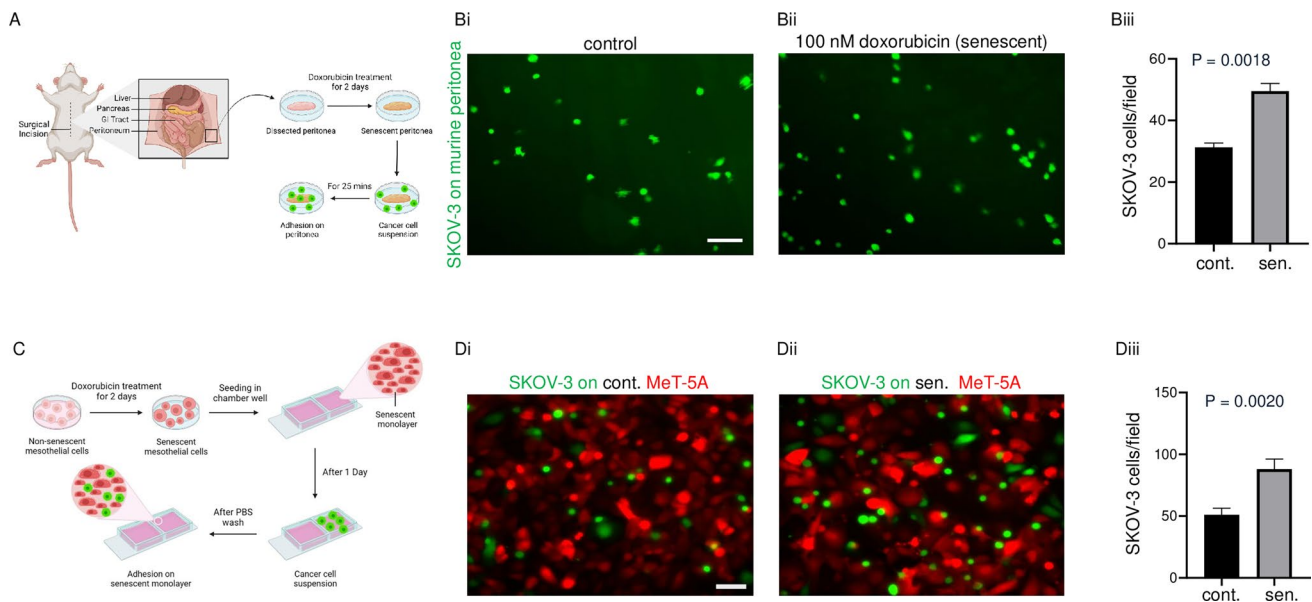 A
Surgical
Incision
Liver
Pancreas
GI Tract
Peritoneum
Doxorubicin treatment
for 2 days
Dissected peritonea
Senescent peritonea
For 25 mins
Adhesion on
peritonea
Cancer cell
suspension
Bi
control
SKOV-3 on murine peritonea
Bii
100 nM doxorubicin (senescent)
Biii
P = 0.0018
SKOV-3 cells/field
60
40
20
0
cont.
sen.
C
Doxorubicin treatment
for 2 days
Seeding in
chamber well
Non-senescent
mesothelial cells
Senescent
mesothelial cells
Senescent
monolayer
After 1 Day
After PBS
wash
Adhesion on
senescent monolayer
Cancer cell
suspension
Di
SKOV-3 on cont. MeT-5A
Dii
SKOV-3 on sen. MeT-5A
Diii
P = 0.0020
SKOV-3 cells/field
150
100
50
0
cont.
sen.